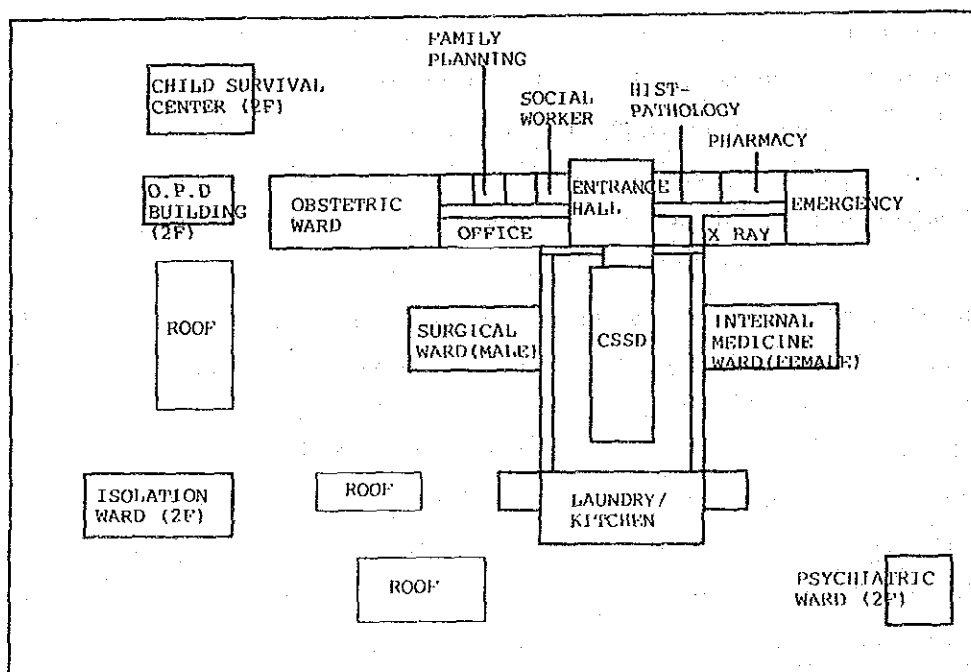 FAMILY
PLANNING
CHILD SURVIVAL
CENTER (2F)
SOCIAL
WORKER
HIST-
PATHOLOGY
PHARMACY
O.P.D
BUILDING
(2F)
OBSTETRIC
WARD
ENTRANCE
HALL
EMERGENCY
OFFICE
X RAY
ROOF
SURGICAL
WARD(MALE)
CSSD
INTERNAL
MEDICINE
WARD(FEMALE)
ISOLATION
WARD (2F)
ROOF
LAUNDRY/
KITCHEN
ROOF
PSYCHIATRIC
WARD (2F)